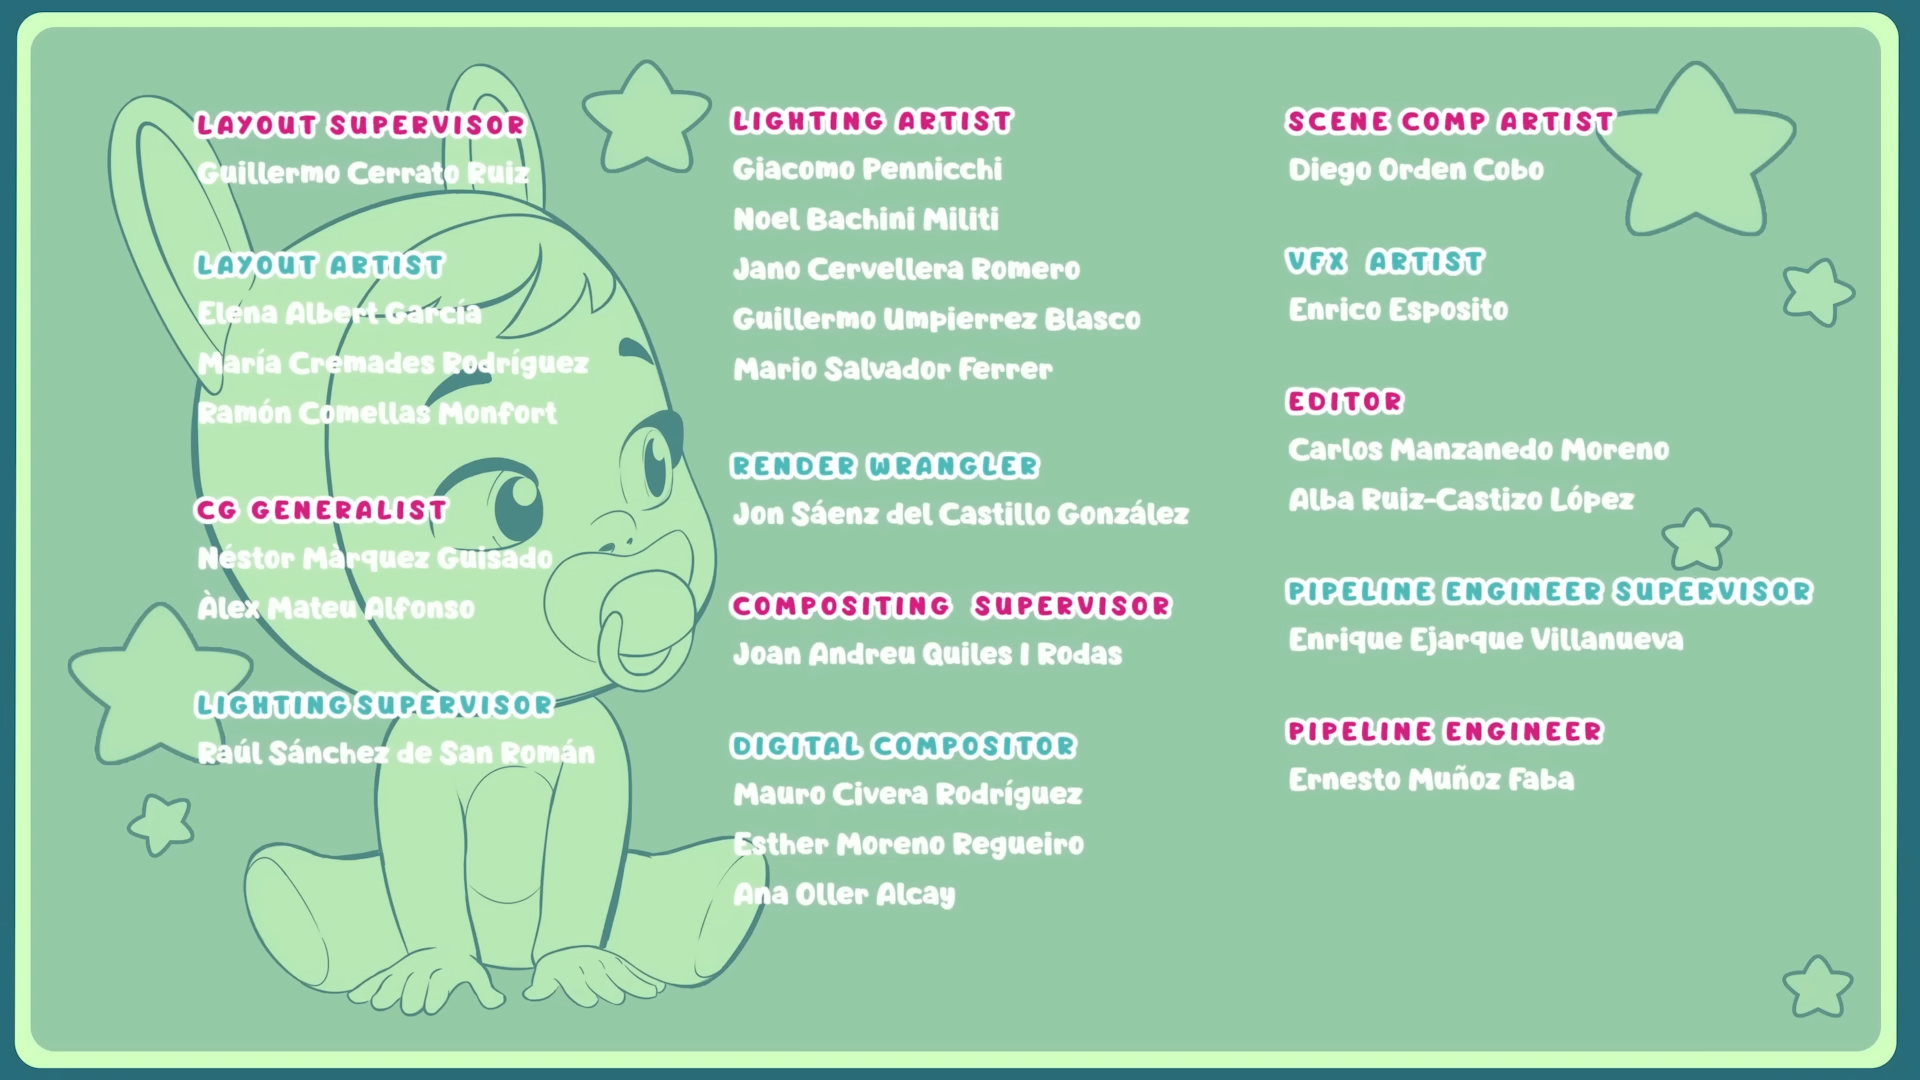 LAYOUT SUPERVISOR
Guillermo Cerrato Ruiz
LAYOUT ARTIST
Elena Albert García
María Cremades Rodríguez
Ramón Comellas Monfort
CG GENERALIST
Néstor Màrquez Guisado
Àlex Mateu Alfonso
LIGHTING SUPERVISOR
Raúl Sánchez de San Román
LIGHTING ARTIST
Giacomo Pennicchi
Noel Bachini Militi
Jano Cervellera Romero
Guillermo Umpierrez Blasco
Mario Salvador Ferrer
RENDER WRANGLER
Jon Sáenz del Castillo González
COMPOSITING SUPERVISOR
Joan Andreu Quiles I Rodas
DIGITAL COMPOSITOR
Mauro Civera Rodríguez
Esther Moreno Regueiro
Ana Oller Alcay
SCENE COMP ARTIST
Diego Orden Cobo
VFX ARTIST
Enrico Esposito
EDITOR
Carlos Manzanedo Moreno
Alba Ruiz-Castizo López
PIPELINE ENGINEER SUPERVISOR
Enrique Ejarque Villanueva
PIPELINE ENGINEER
Ernesto Muñoz Faba